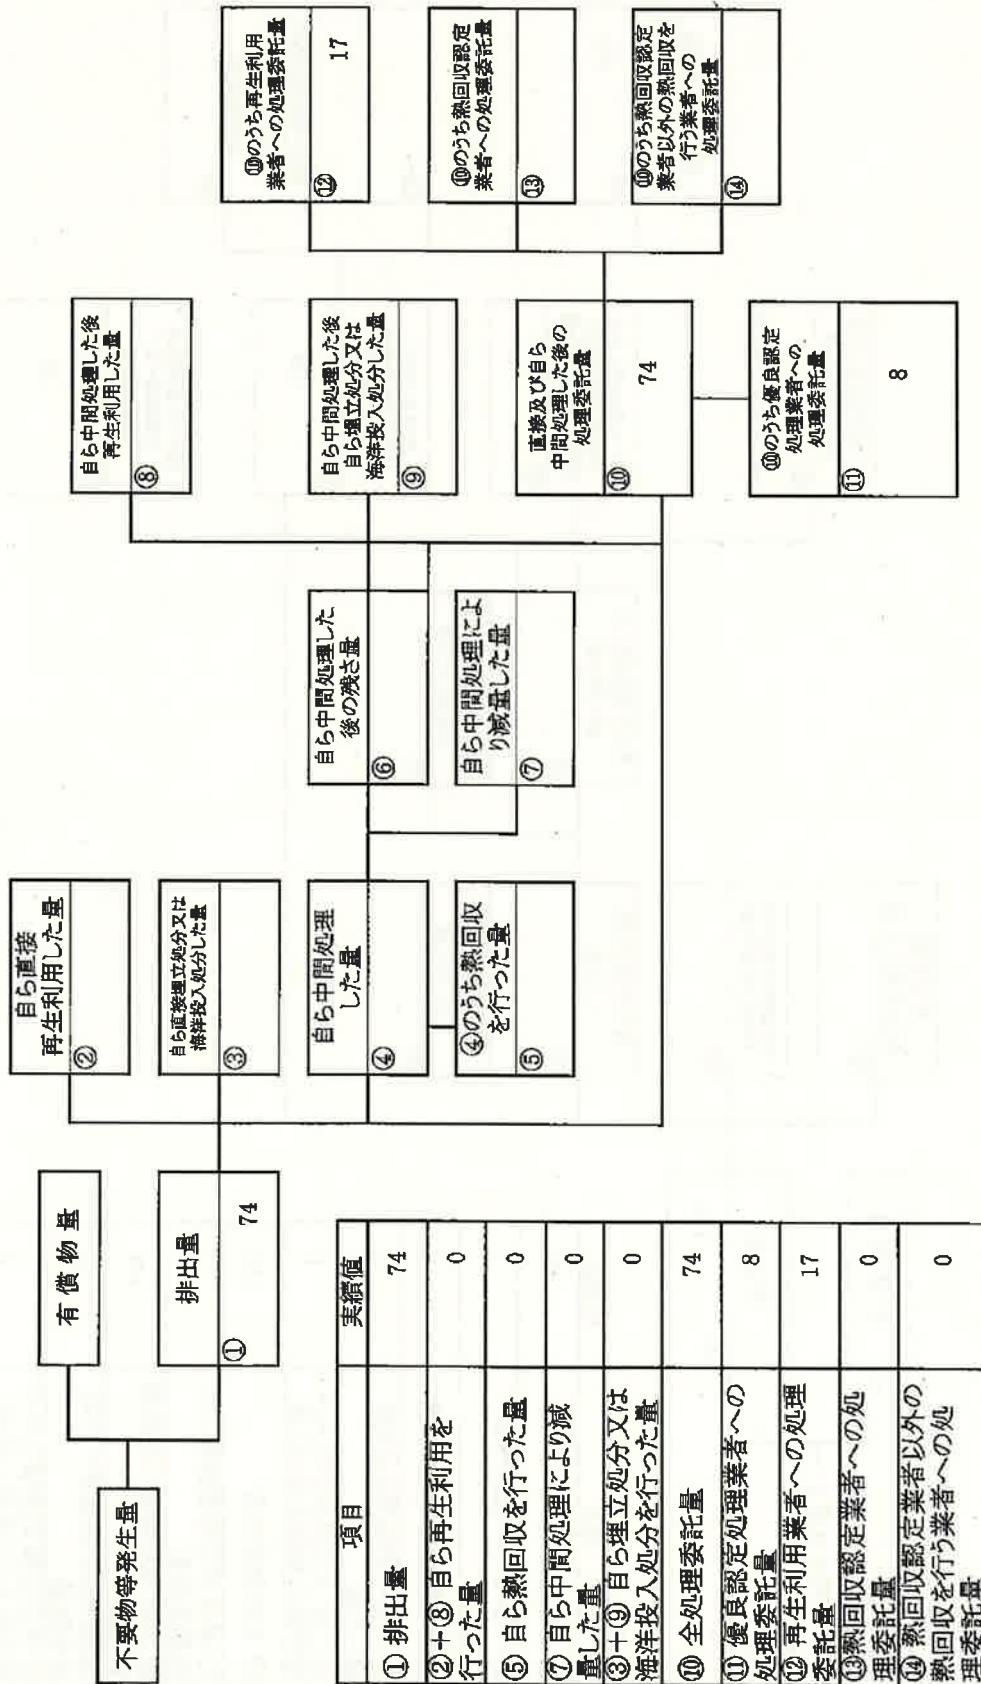 不要物等発生量
有償物量
排出量
①
74
自ら直接
再生利用した量
②
自ら直接埋立処分又は
海洋投入処分した量
③
自ら中間処理
した量
④
④のうち熱回収
を行った量
⑤
自ら中間処理した
後の残さ量
⑥
自ら中間処理によ
り減量した量
⑦
自ら中間処理した後
再生利用した量
⑧
自ら中間処理した後
自ら埋立処分又は
海洋投入処分した量
⑨
直接及び自ら
中間処理した後の
処理委託量
⑩
74
⑩のうち優良認定
処理業者への
処理委託量
⑪
8
⑩のうち再生利用
業者への処理委託量
⑫
17
⑩のうち熱回収認定
業者への処理委託量
⑬
⑩のうち熱回収認定
業者以外の熱回収を
行う業者への
処理委託量
⑭
項目 実績値
① 排出量 74
②+⑧ 自ら再生利用を
行った量 0
⑤ 自ら熱回収を行った量 0
⑦ 自ら中間処理により減
量した量 0
③+⑨ 自ら埋立処分又は
海洋投入処分を行った量 0
⑩ 全処理委託量 74
⑪ 優良認定処理業者への
処理委託量 8
⑫ 再生利用業者への処理
委託量 17
⑬熱回収認定業者への処
理委託量 0
⑭ 熱回収認定業者以外の
熱回収を行う業者への処
理委託量 0